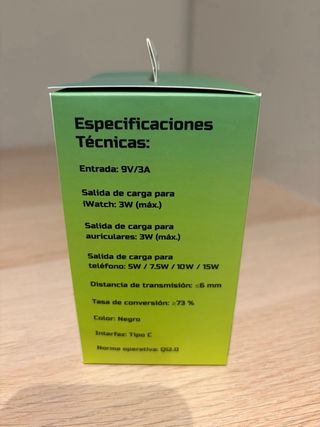 Especificaciones
Técnicas:
Entrada: 9V/3A
Salida de carga para
iWatch: 3W (máx.)
Salida de carga para
auriculares: 3W (máx.)
Salida de carga para
teléfono: 5W / 7.5W / 10W / 15W
Distancia de transmisión: ≤6 mm
Tasa de conversión: ≥73 %
Color: Negro
Interfaz: Tipo C
Norma operativa: QI2.0